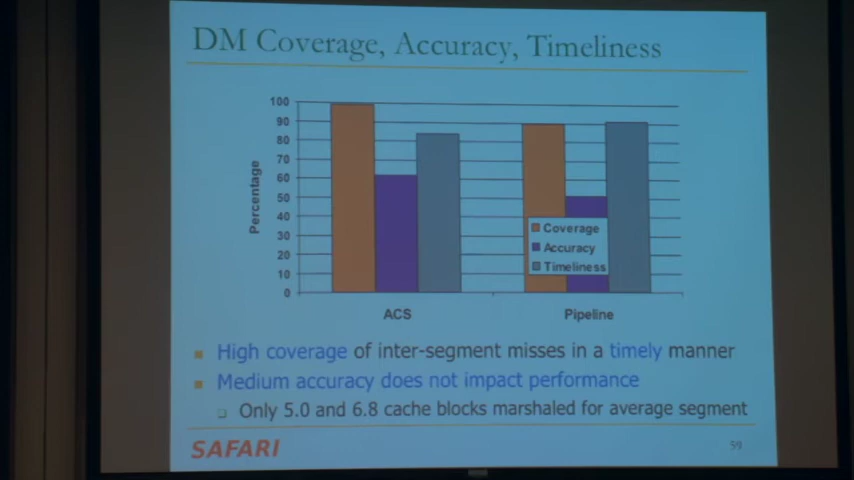 DM Coverage, Accuracy, Timeliness
100
90
80
70
60
50
40
30
20
10
0
Percentage
Coverage
Accuracy
Timeliness
ACS
Pipeline
High coverage of inter-segment misses in a timely manner
Medium accuracy does not impact performance
Only 5.0 and 6.8 cache blocks marshaled for average segment
SAFARI
59